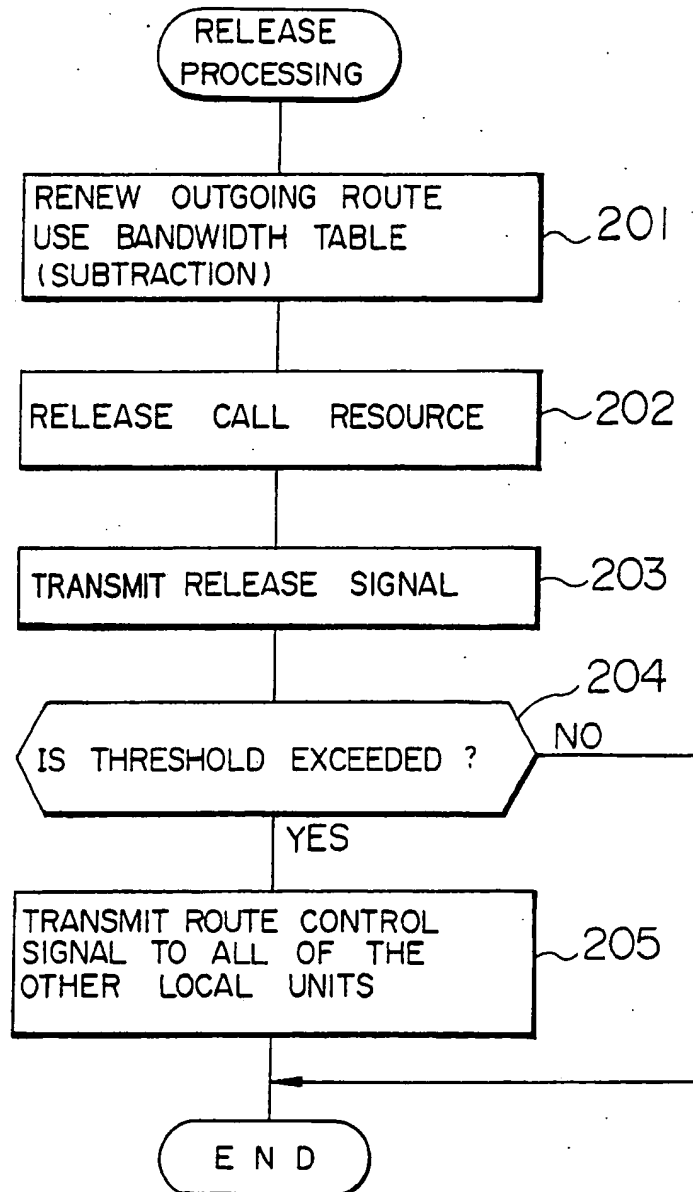 RELEASE
PROCESSING
RENEW OUTGOING ROUTE
USE BANDWIDTH TABLE
(SUBTRACTION)
201
RELEASE CALL RESOURCE
202
TRANSMIT RELEASE SIGNAL
203
204
IS THRESHOLD EXCEEDED ?
NO
YES
TRANSMIT ROUTE CONTROL
SIGNAL TO ALL OF THE
OTHER LOCAL UNITS
205
END